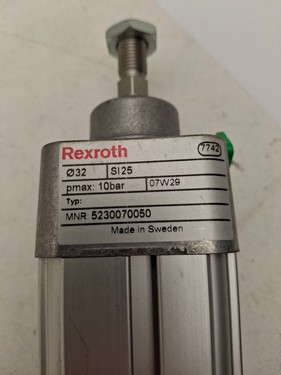 Rexroth 7742
Ø32 SI25
pmax: 10bar 07W29
Typ:
MNR 5230070050
Made in Sweden